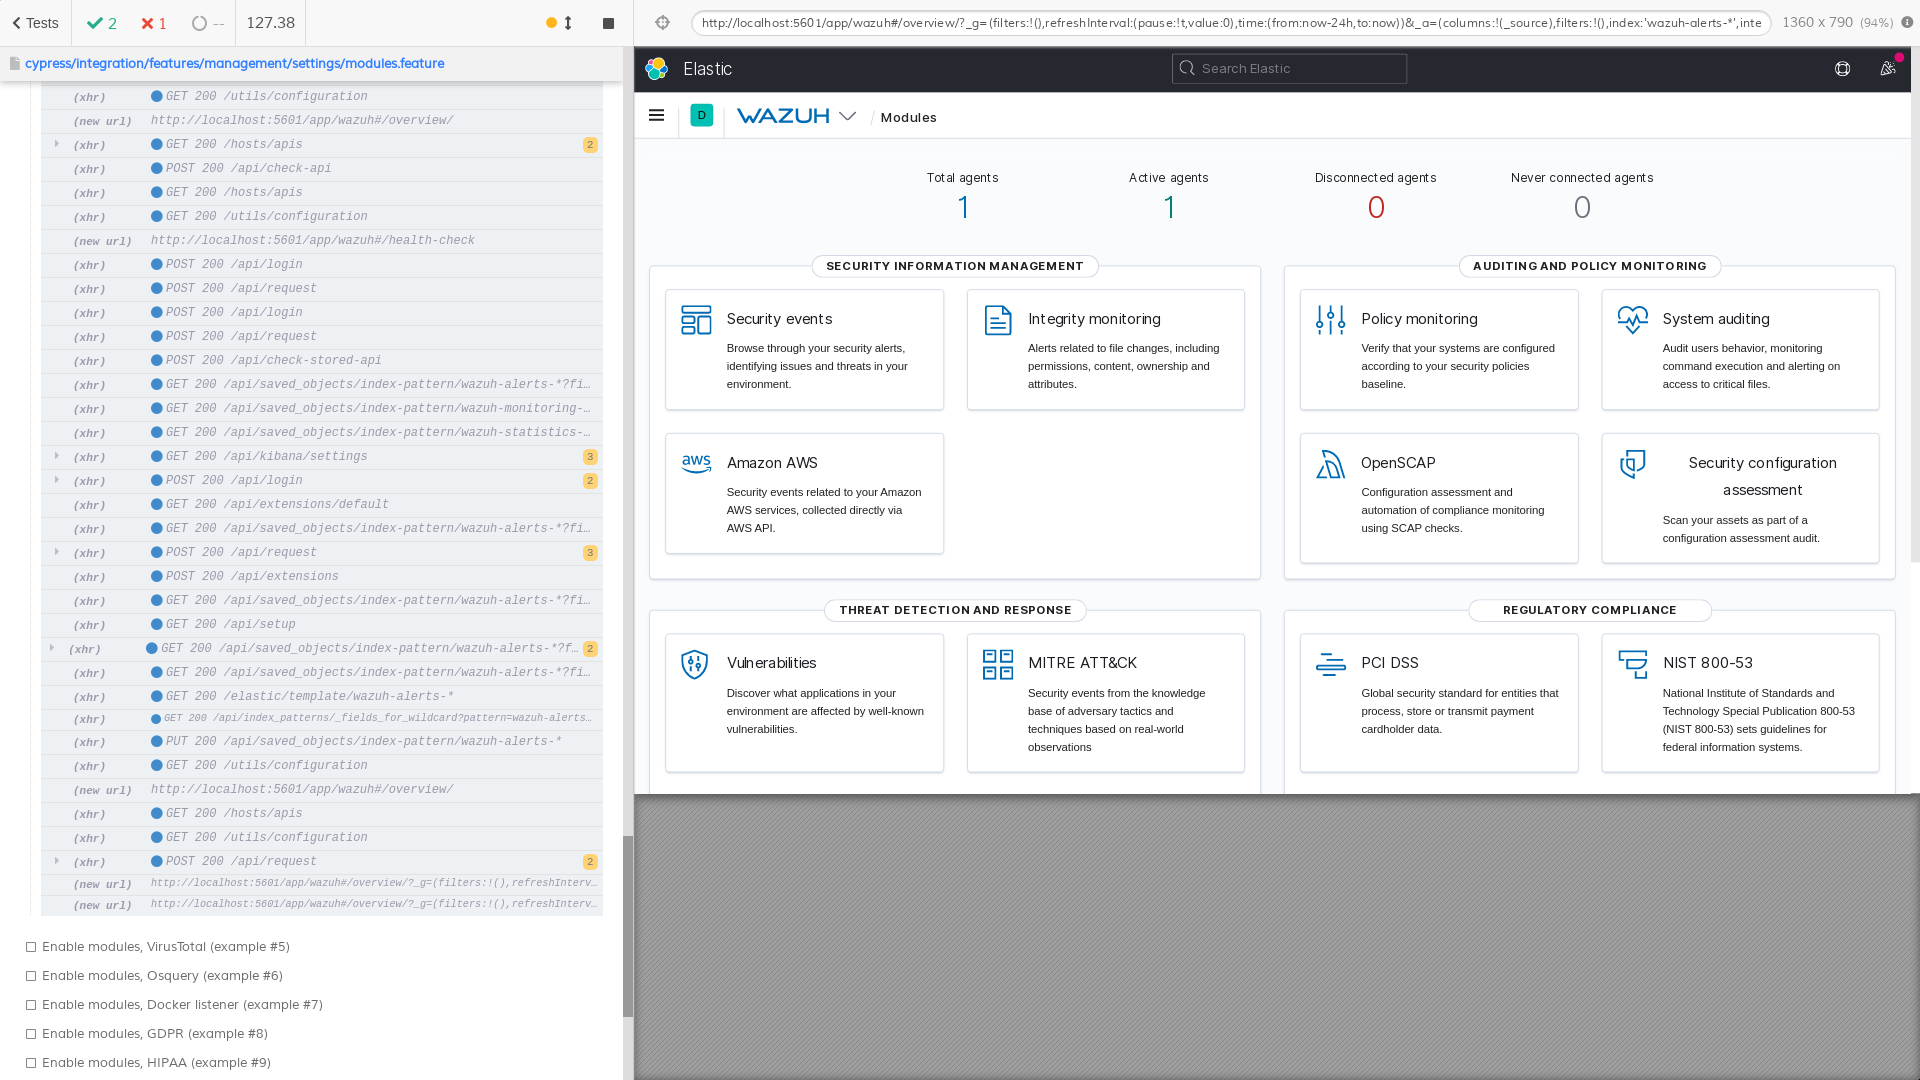 Tests
2
1
--
127.38
cypress/integration/features/management/settings/modules.feature
(xhr) GET 200 /utils/configuration
(new url) http://localhost:5601/app/wazuh#/overview/
(xhr) GET 200 /hosts/apis 2
(xhr) POST 200 /api/check-api
(xhr) GET 200 /hosts/apis
(xhr) GET 200 /utils/configuration
(new url) http://localhost:5601/app/wazuh#/health-check
(xhr) POST 200 /api/login
(xhr) POST 200 /api/request
(xhr) POST 200 /api/login
(xhr) POST 200 /api/request
(xhr) POST 200 /api/check-stored-api
(xhr) GET 200 /api/saved_objects/index-pattern/wazuh-alerts-*?fi…
(xhr) GET 200 /api/saved_objects/index-pattern/wazuh-monitoring-…
(xhr) GET 200 /api/saved_objects/index-pattern/wazuh-statistics-…
(xhr) GET 200 /api/kibana/settings 3
(xhr) POST 200 /api/login 2
(xhr) GET 200 /api/extensions/default
(xhr) GET 200 /api/saved_objects/index-pattern/wazuh-alerts-*?fi…
(xhr) POST 200 /api/request 3
(xhr) POST 200 /api/extensions
(xhr) GET 200 /api/saved_objects/index-pattern/wazuh-alerts-*?fi…
(xhr) GET 200 /api/setup
(xhr) GET 200 /api/saved_objects/index-pattern/wazuh-alerts-*?f… 2
(xhr) GET 200 /api/saved_objects/index-pattern/wazuh-alerts-*?fi…
(xhr) GET 200 /elastic/template/wazuh-alerts-*
(xhr) GET 200 /api/index_patterns/_fields_for_wildcard?pattern=wazuh-alerts…
(xhr) PUT 200 /api/saved_objects/index-pattern/wazuh-alerts-*
(xhr) GET 200 /utils/configuration
(new url) http://localhost:5601/app/wazuh#/overview/
(xhr) GET 200 /hosts/apis
(xhr) GET 200 /utils/configuration
(xhr) POST 200 /api/request 2
(new url) http://localhost:5601/app/wazuh#/overview/?_g=(filters:!(),refreshInterv…
(new url) http://localhost:5601/app/wazuh#/overview/?_g=(filters:!(),refreshInterv…
Enable modules, VirusTotal (example #5)
Enable modules, Osquery (example #6)
Enable modules, Docker listener (example #7)
Enable modules, GDPR (example #8)
Enable modules, HIPAA (example #9)
http://localhost:5601/app/wazuh#/overview/?_g=(filters:!(),refreshInterval:(pause:!t,value:0),time:(from:now-24h,to:now))&_a=(columns:!(_source),filters:!(),index:'wazuh-alerts-*',inte
1360 x 790 (94%)
Elastic
Search Elastic
D
WAZUH
/ Modules
Total agents
1
Active agents
1
Disconnected agents
0
Never connected agents
0
SECURITY INFORMATION MANAGEMENT
Security events
Browse through your security alerts,
identifying issues and threats in your
environment.
Integrity monitoring
Alerts related to file changes, including
permissions, content, ownership and
attributes.
aws
Amazon AWS
Security events related to your Amazon
AWS services, collected directly via
AWS API.
AUDITING AND POLICY MONITORING
Policy monitoring
Verify that your systems are configured
according to your security policies
baseline.
System auditing
Audit users behavior, monitoring
command execution and alerting on
access to critical files.
OpenSCAP
Configuration assessment and
automation of compliance monitoring
using SCAP checks.
Security configuration
assessment
Scan your assets as part of a
configuration assessment audit.
THREAT DETECTION AND RESPONSE
Vulnerabilities
Discover what applications in your
environment are affected by well-known
vulnerabilities.
MITRE ATT&CK
Security events from the knowledge
base of adversary tactics and
techniques based on real-world
observations
REGULATORY COMPLIANCE
PCI DSS
Global security standard for entities that
process, store or transmit payment
cardholder data.
NIST 800-53
National Institute of Standards and
Technology Special Publication 800-53
(NIST 800-53) sets guidelines for
federal information systems.